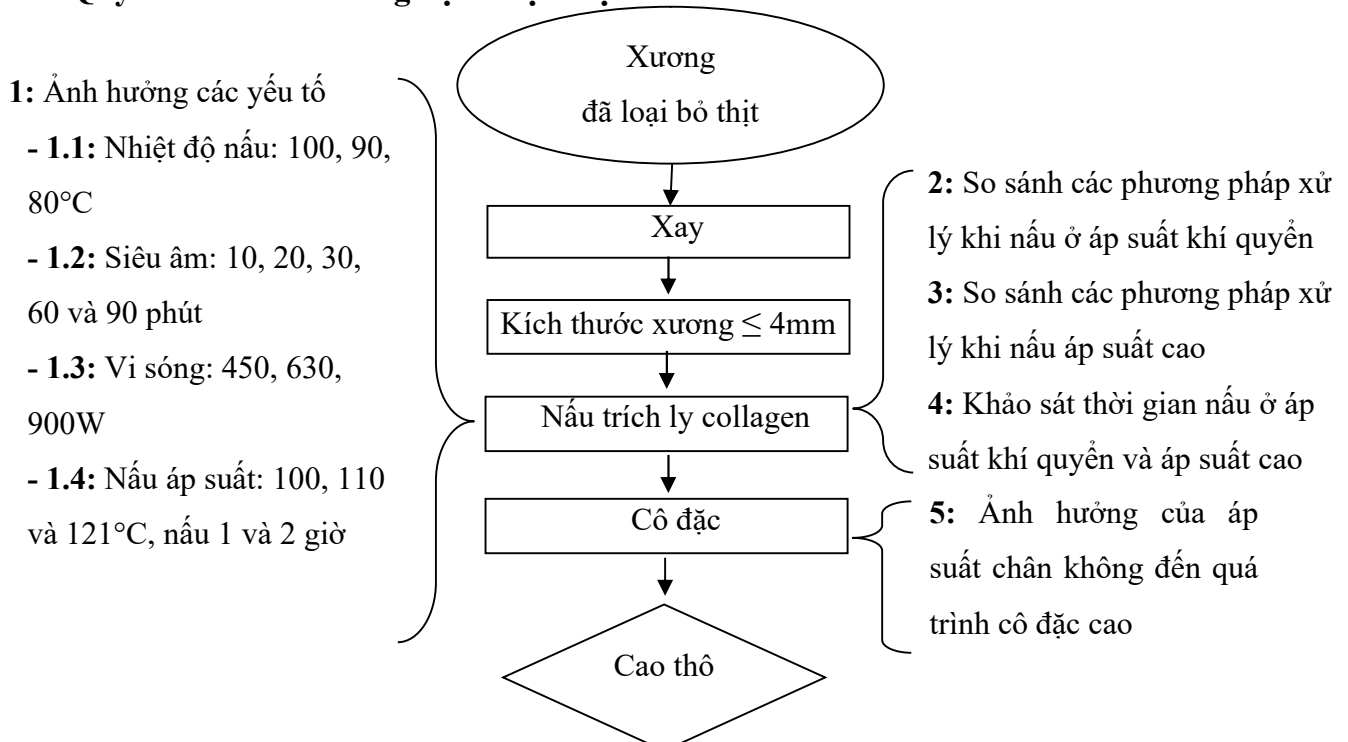 Xương
đã loại bỏ thịt
1: Ảnh hưởng các yếu tố
- 1.1: Nhiệt độ nấu: 100, 90,
80°C
- 1.2: Siêu âm: 10, 20, 30,
60 và 90 phút
- 1.3: Vi sóng: 450, 630,
900W
- 1.4: Nấu áp suất: 100, 110
và 121°C, nấu 1 và 2 giờ
Xay
Kích thước xương ≤ 4mm
Nấu trích ly collagen
2: So sánh các phương pháp xử
lý khi nấu ở áp suất khí quyển
3: So sánh các phương pháp xử
lý khi nấu áp suất cao
4: Khảo sát thời gian nấu ở áp
suất khí quyển và áp suất cao
Cô đặc
5: Ảnh hưởng của áp
suất chân không đến quá
trình cô đặc cao
Cao thô